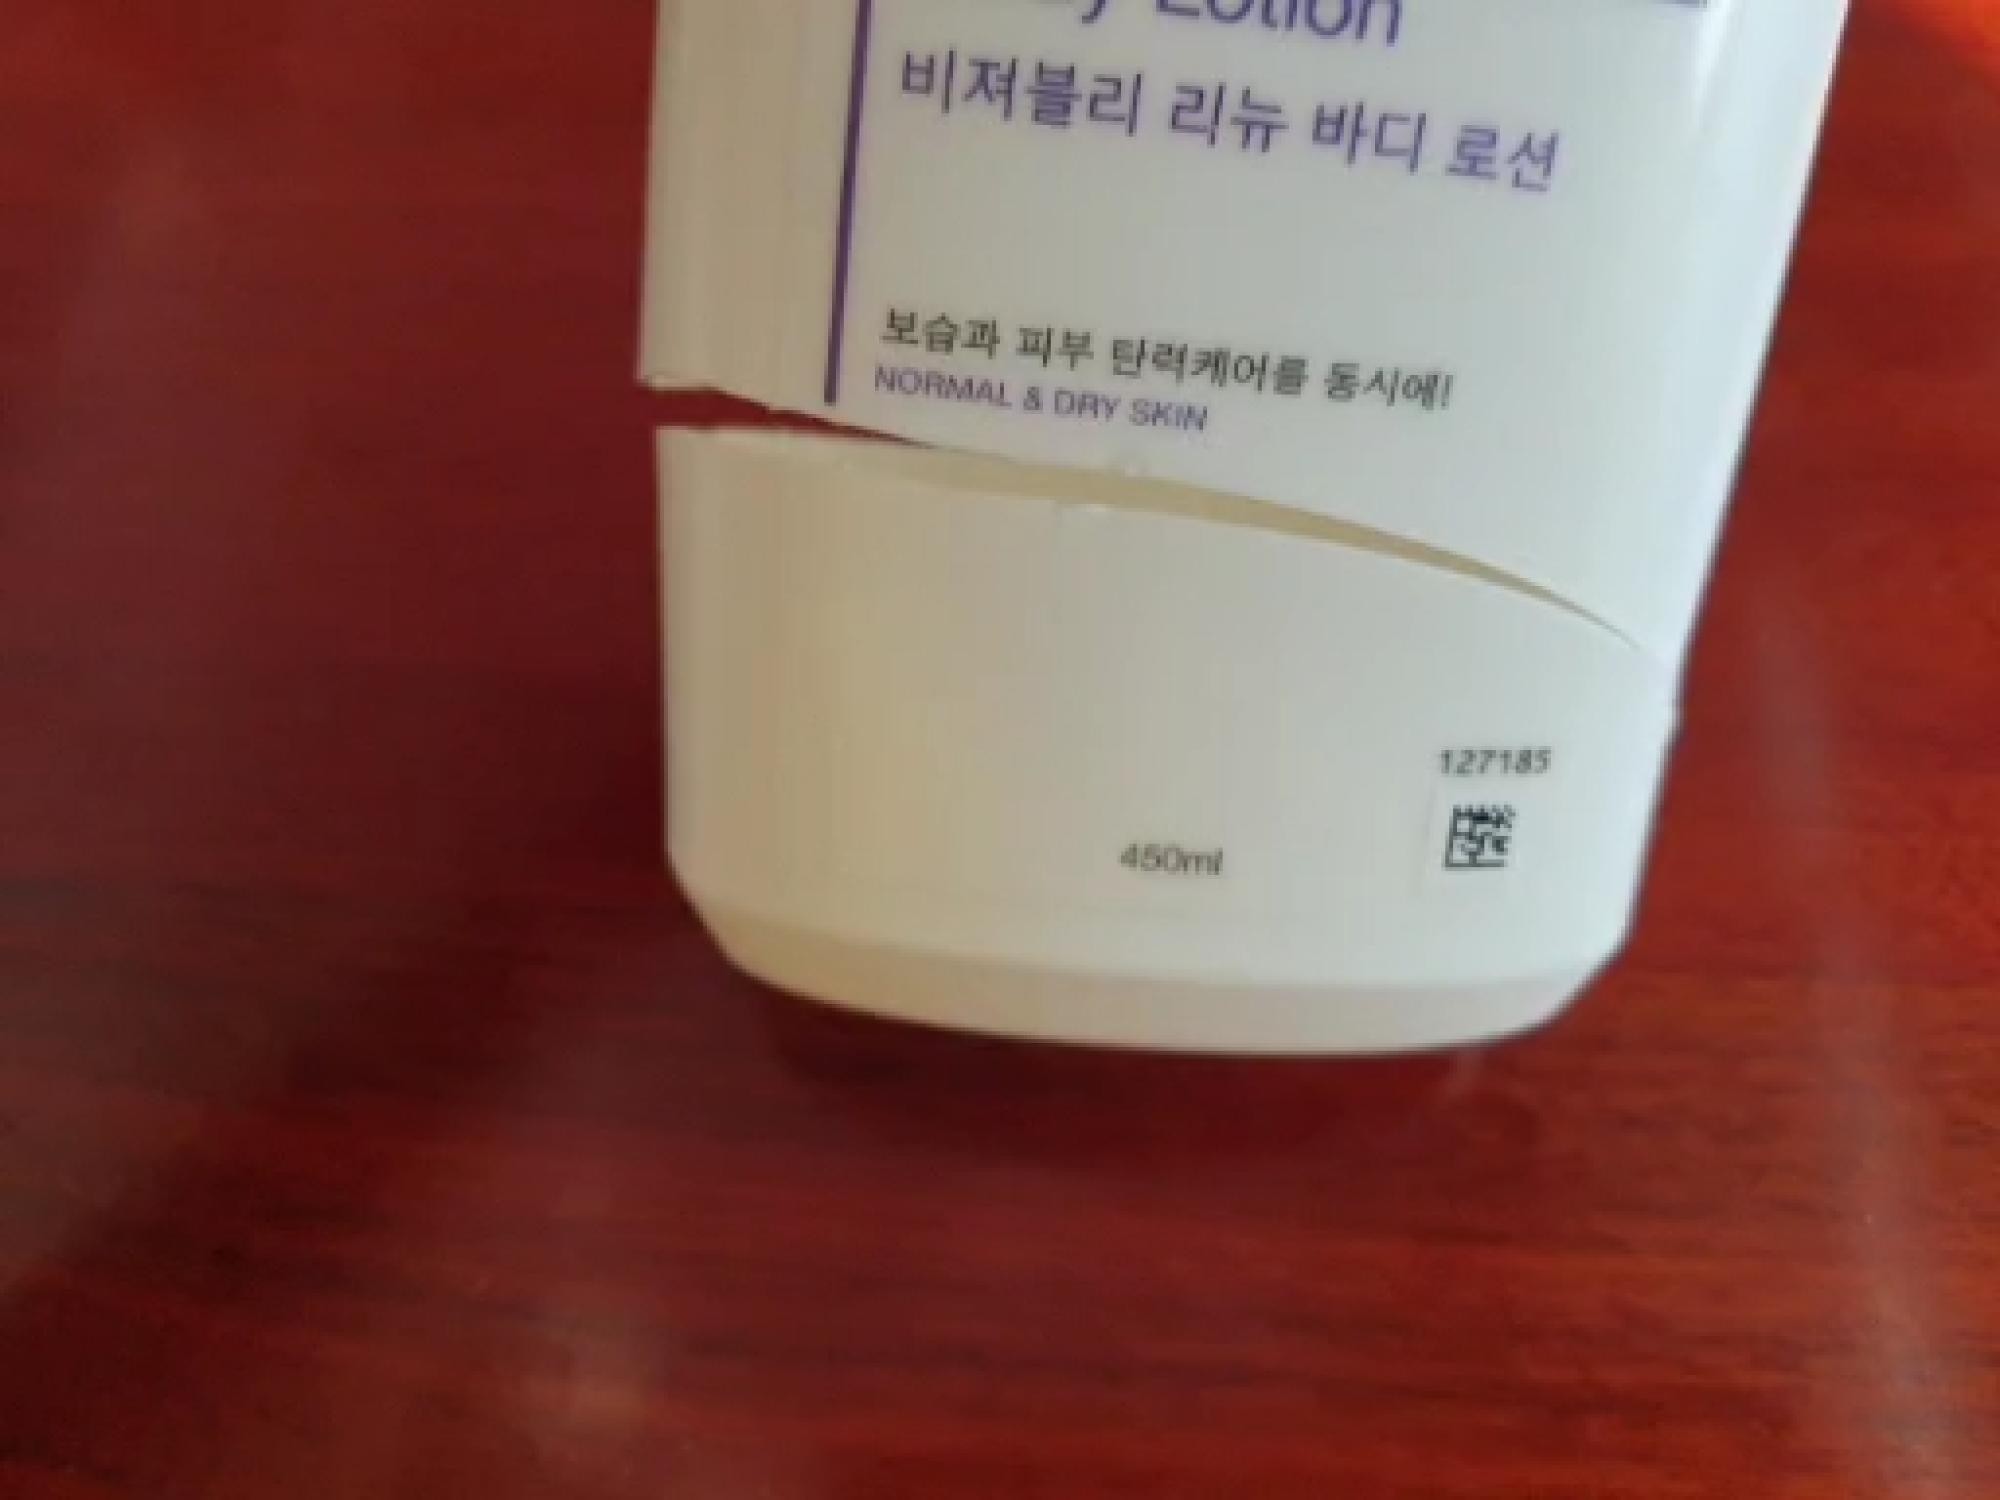 Lotion
비져블리 리뉴 바디 로션
보습과 피부 탄력케어를 동시에!
NORMAL & DRY SKIN
127185
450ml